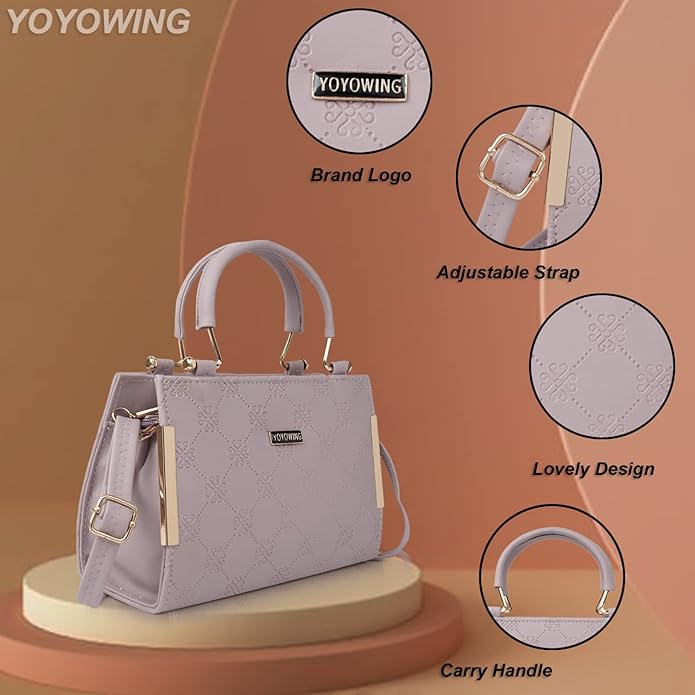 YOYOWING
YOYOWING
Brand Logo
Adjustable Strap
Lovely Design
YOYOWING
Carry Handle